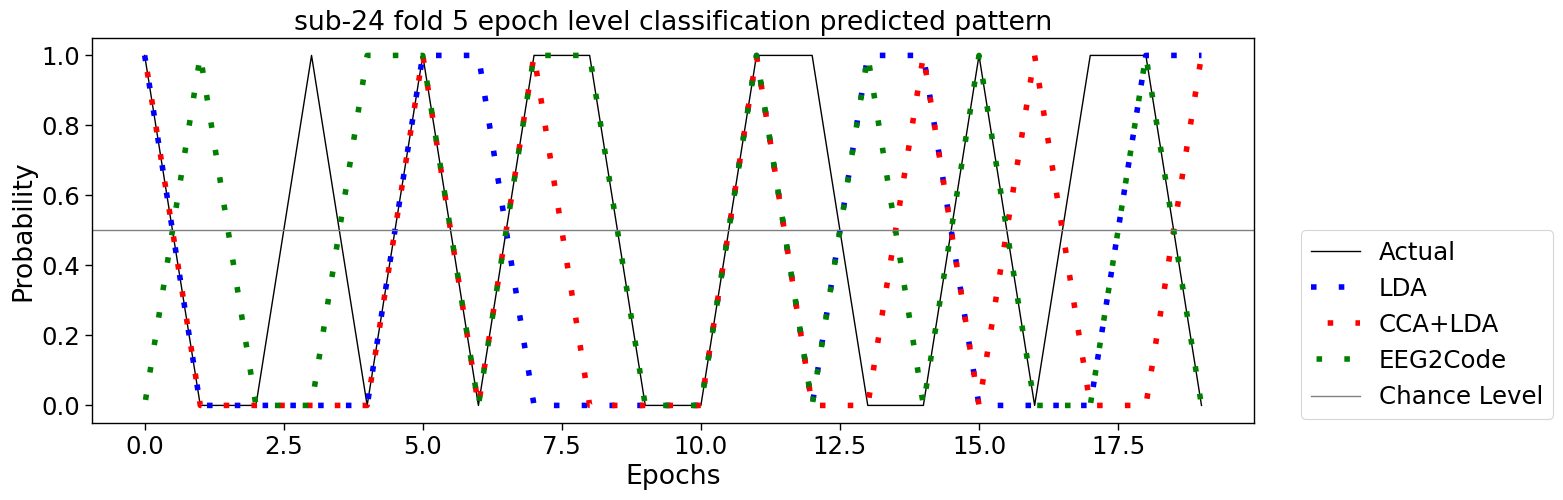 sub-24 fold 5 epoch level classification predicted pattern
Probability
1.0
0.8
0.6
0.4
0.2
0.0
0.0 2.5 5.0 7.5 10.0 12.5 15.0 17.5
Epochs
Actual
LDA
CCA+LDA
EEG2Code
Chance Level